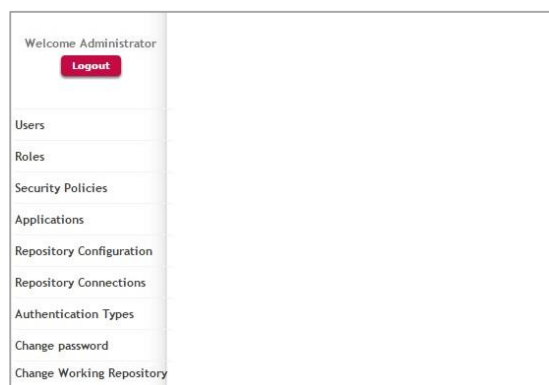 Welcome Administrator
Logout
Users
Roles
Security Policies
Applications
Repository Configuration
Repository Connections
Authentication Types
Change password
Change Working Repository